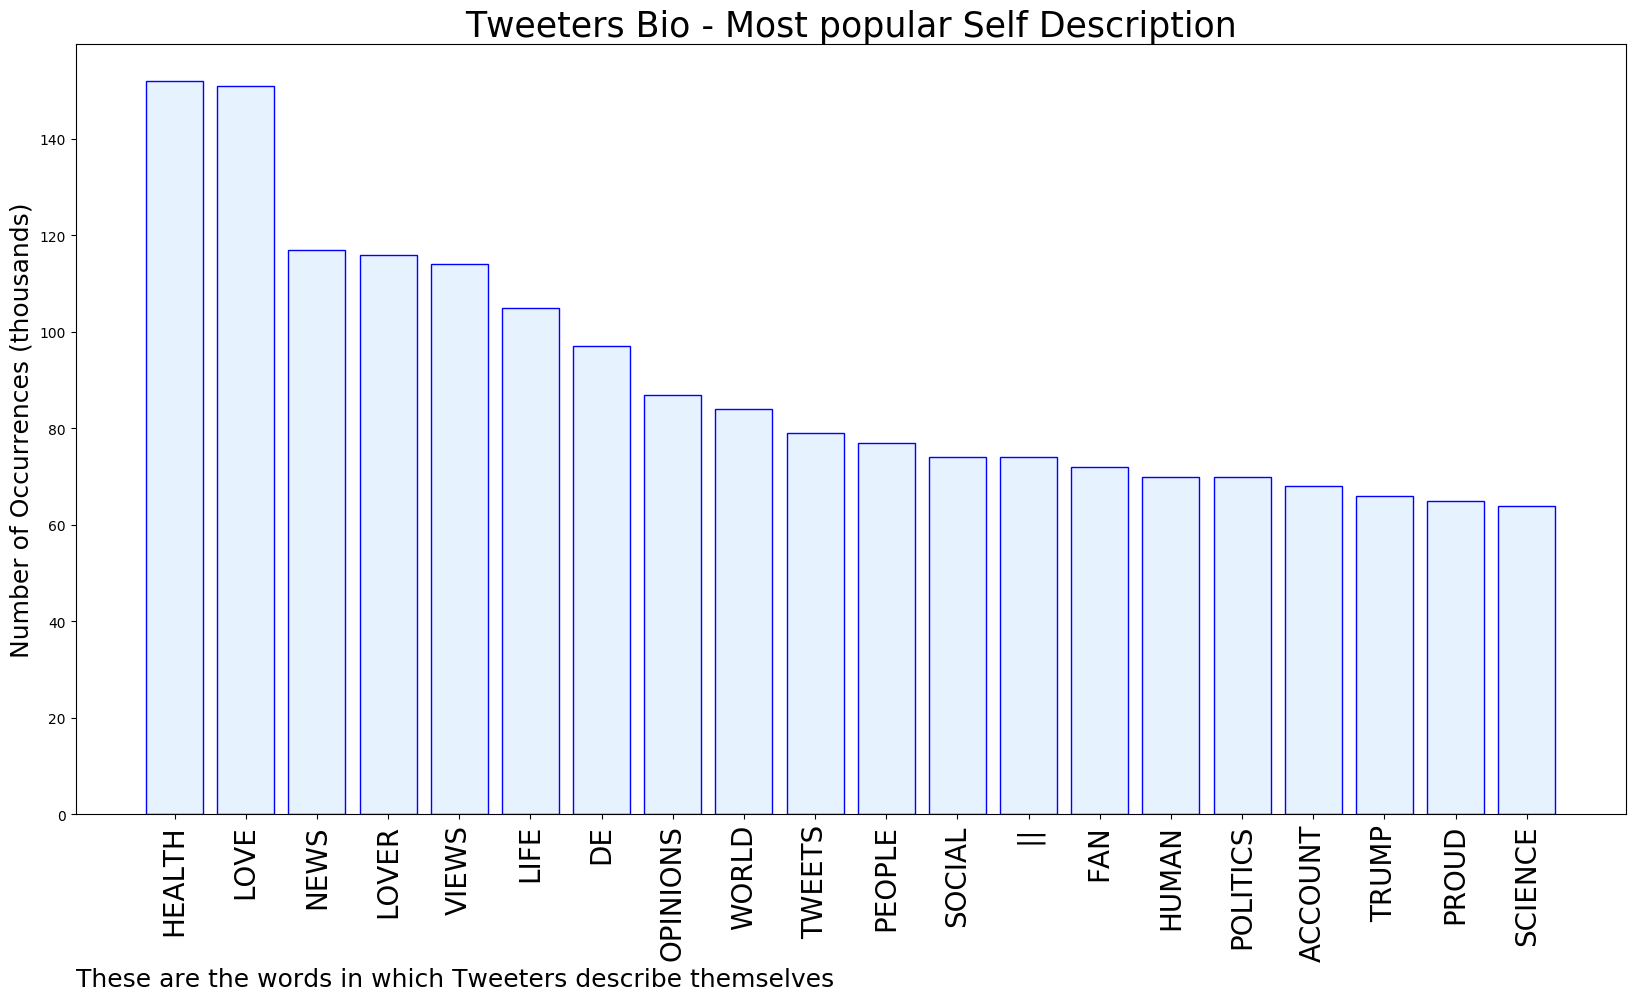 Tweeters Bio - Most popular Self Description
Number of Occurrences (thousands)
140
120
100
80
60
40
20
0
HEALTH
LOVE
NEWS
LOVER
VIEWS
LIFE
DE
OPINIONS
WORLD
TWEETS
PEOPLE
SOCIAL
||
FAN
HUMAN
POLITICS
ACCOUNT
TRUMP
PROUD
SCIENCE
These are the words in which Tweeters describe themselves